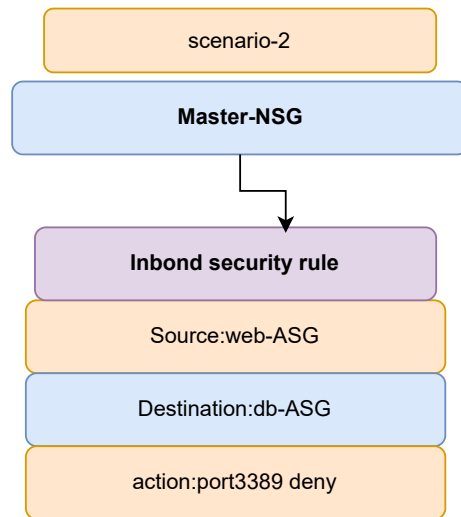 scenario-2
Master-NSG
Inbond security rule
Source:web-ASG
Destination:db-ASG
action:port3389 deny